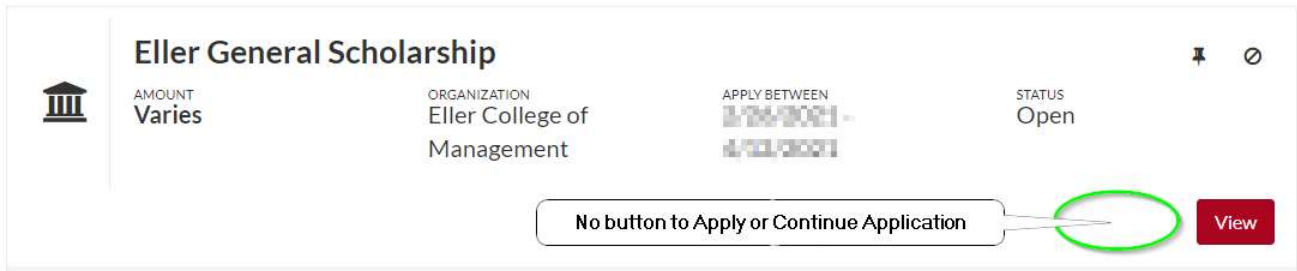 Eller General Scholarship
AMOUNT
Varies
ORGANIZATION
Eller College of
Management
APPLY BETWEEN
STATUS
Open
No button to Apply or Continue Application
View